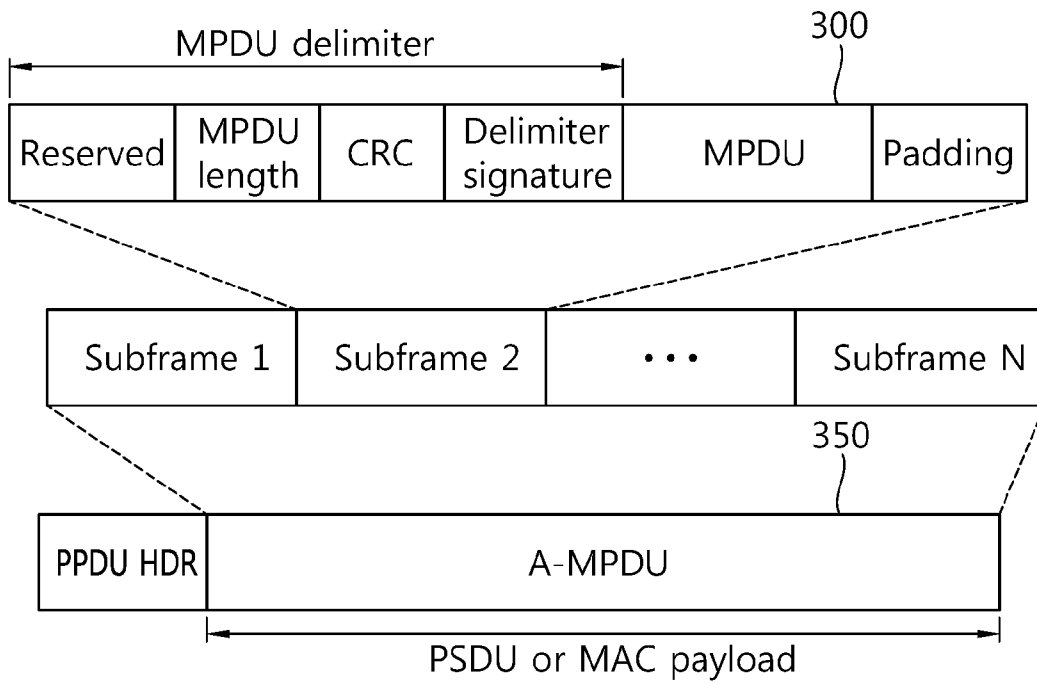 MPDU delimiter
300
Reserved
MPDU
length
CRC
Delimiter
signature
MPDU
Padding
Subframe 1
Subframe 2
•••
Subframe N
350
PPDU HDR
A-MPDU
PSDU or MAC payload